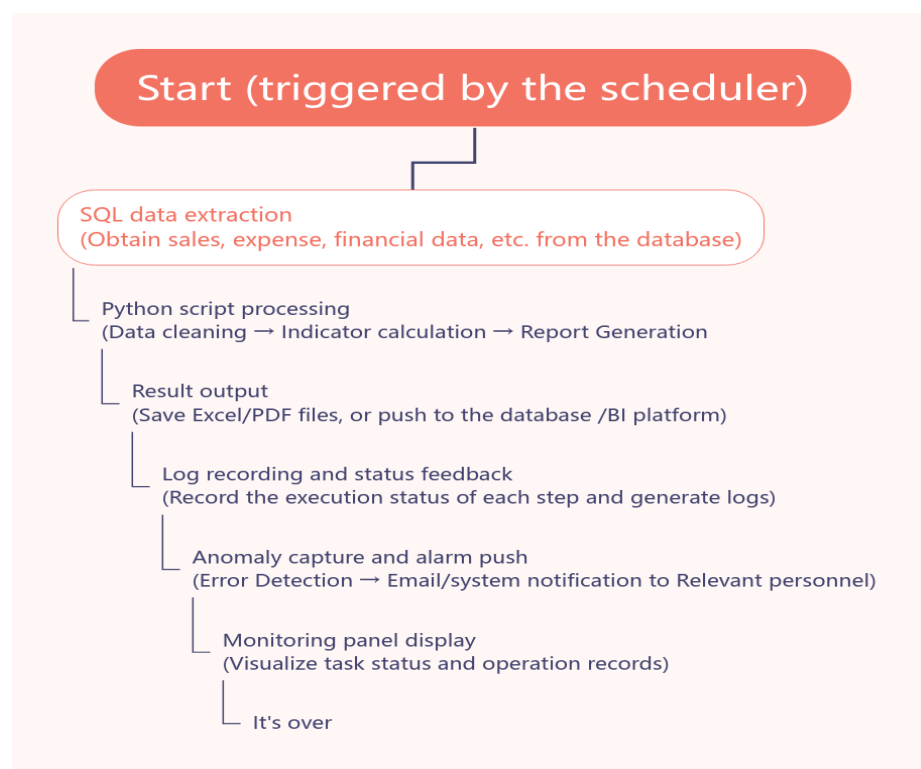 Start (triggered by the scheduler)
SQL data extraction
(Obtain sales, expense, financial data, etc. from the database)
Python script processing
(Data cleaning → Indicator calculation → Report Generation
Result output
(Save Excel/PDF files, or push to the database /BI platform)
Log recording and status feedback
(Record the execution status of each step and generate logs)
Anomaly capture and alarm push
(Error Detection → Email/system notification to Relevant personnel)
Monitoring panel display
(Visualize task status and operation records)
It's over